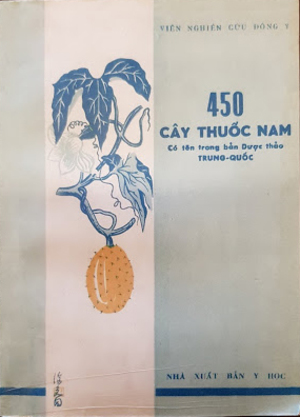 VIÊN NGHIÊN CỨU ĐÔNG Y
450
CÂY THUỐC NAM
Có tên trong bản Dược thảo
TRUNG-QUỐC
NHÀ XUẤT BẢN Y HỌC